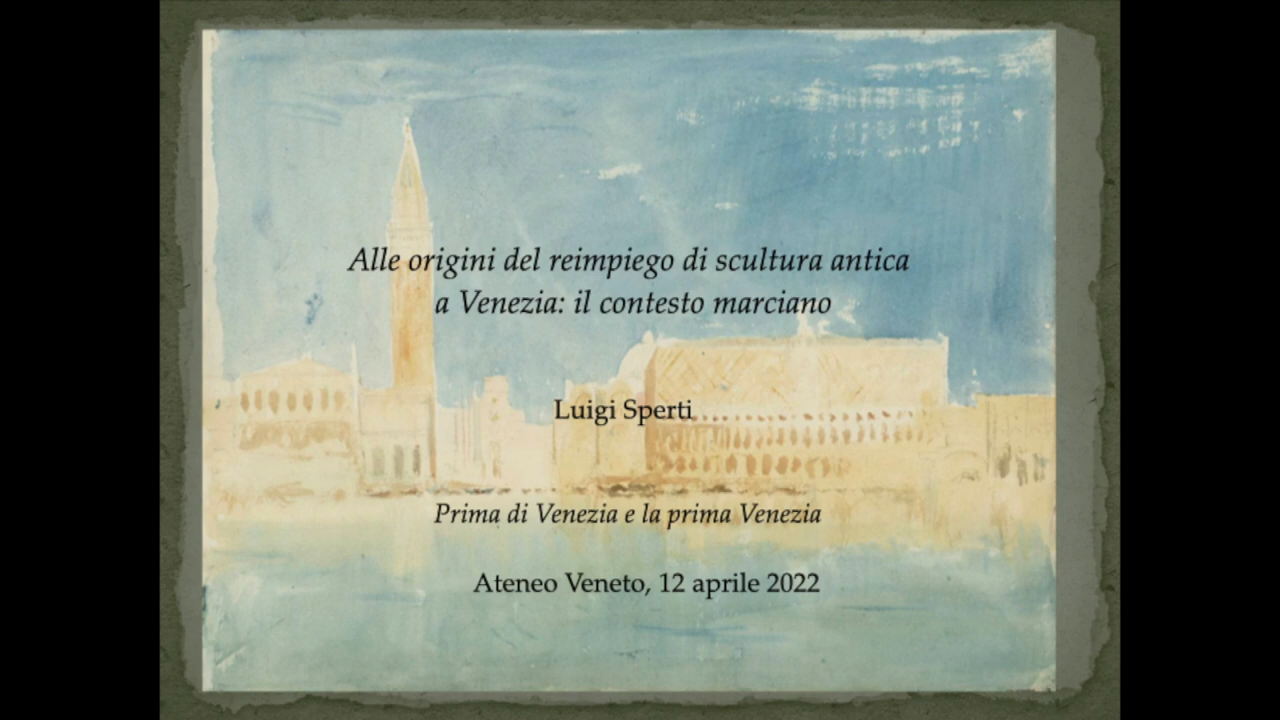 Alle origini del reimpiego di scultura antica
a Venezia: il contesto marciano
Luigi Sperti
Prima di Venezia e la prima Venezia
Ateneo Veneto, 12 aprile 2022